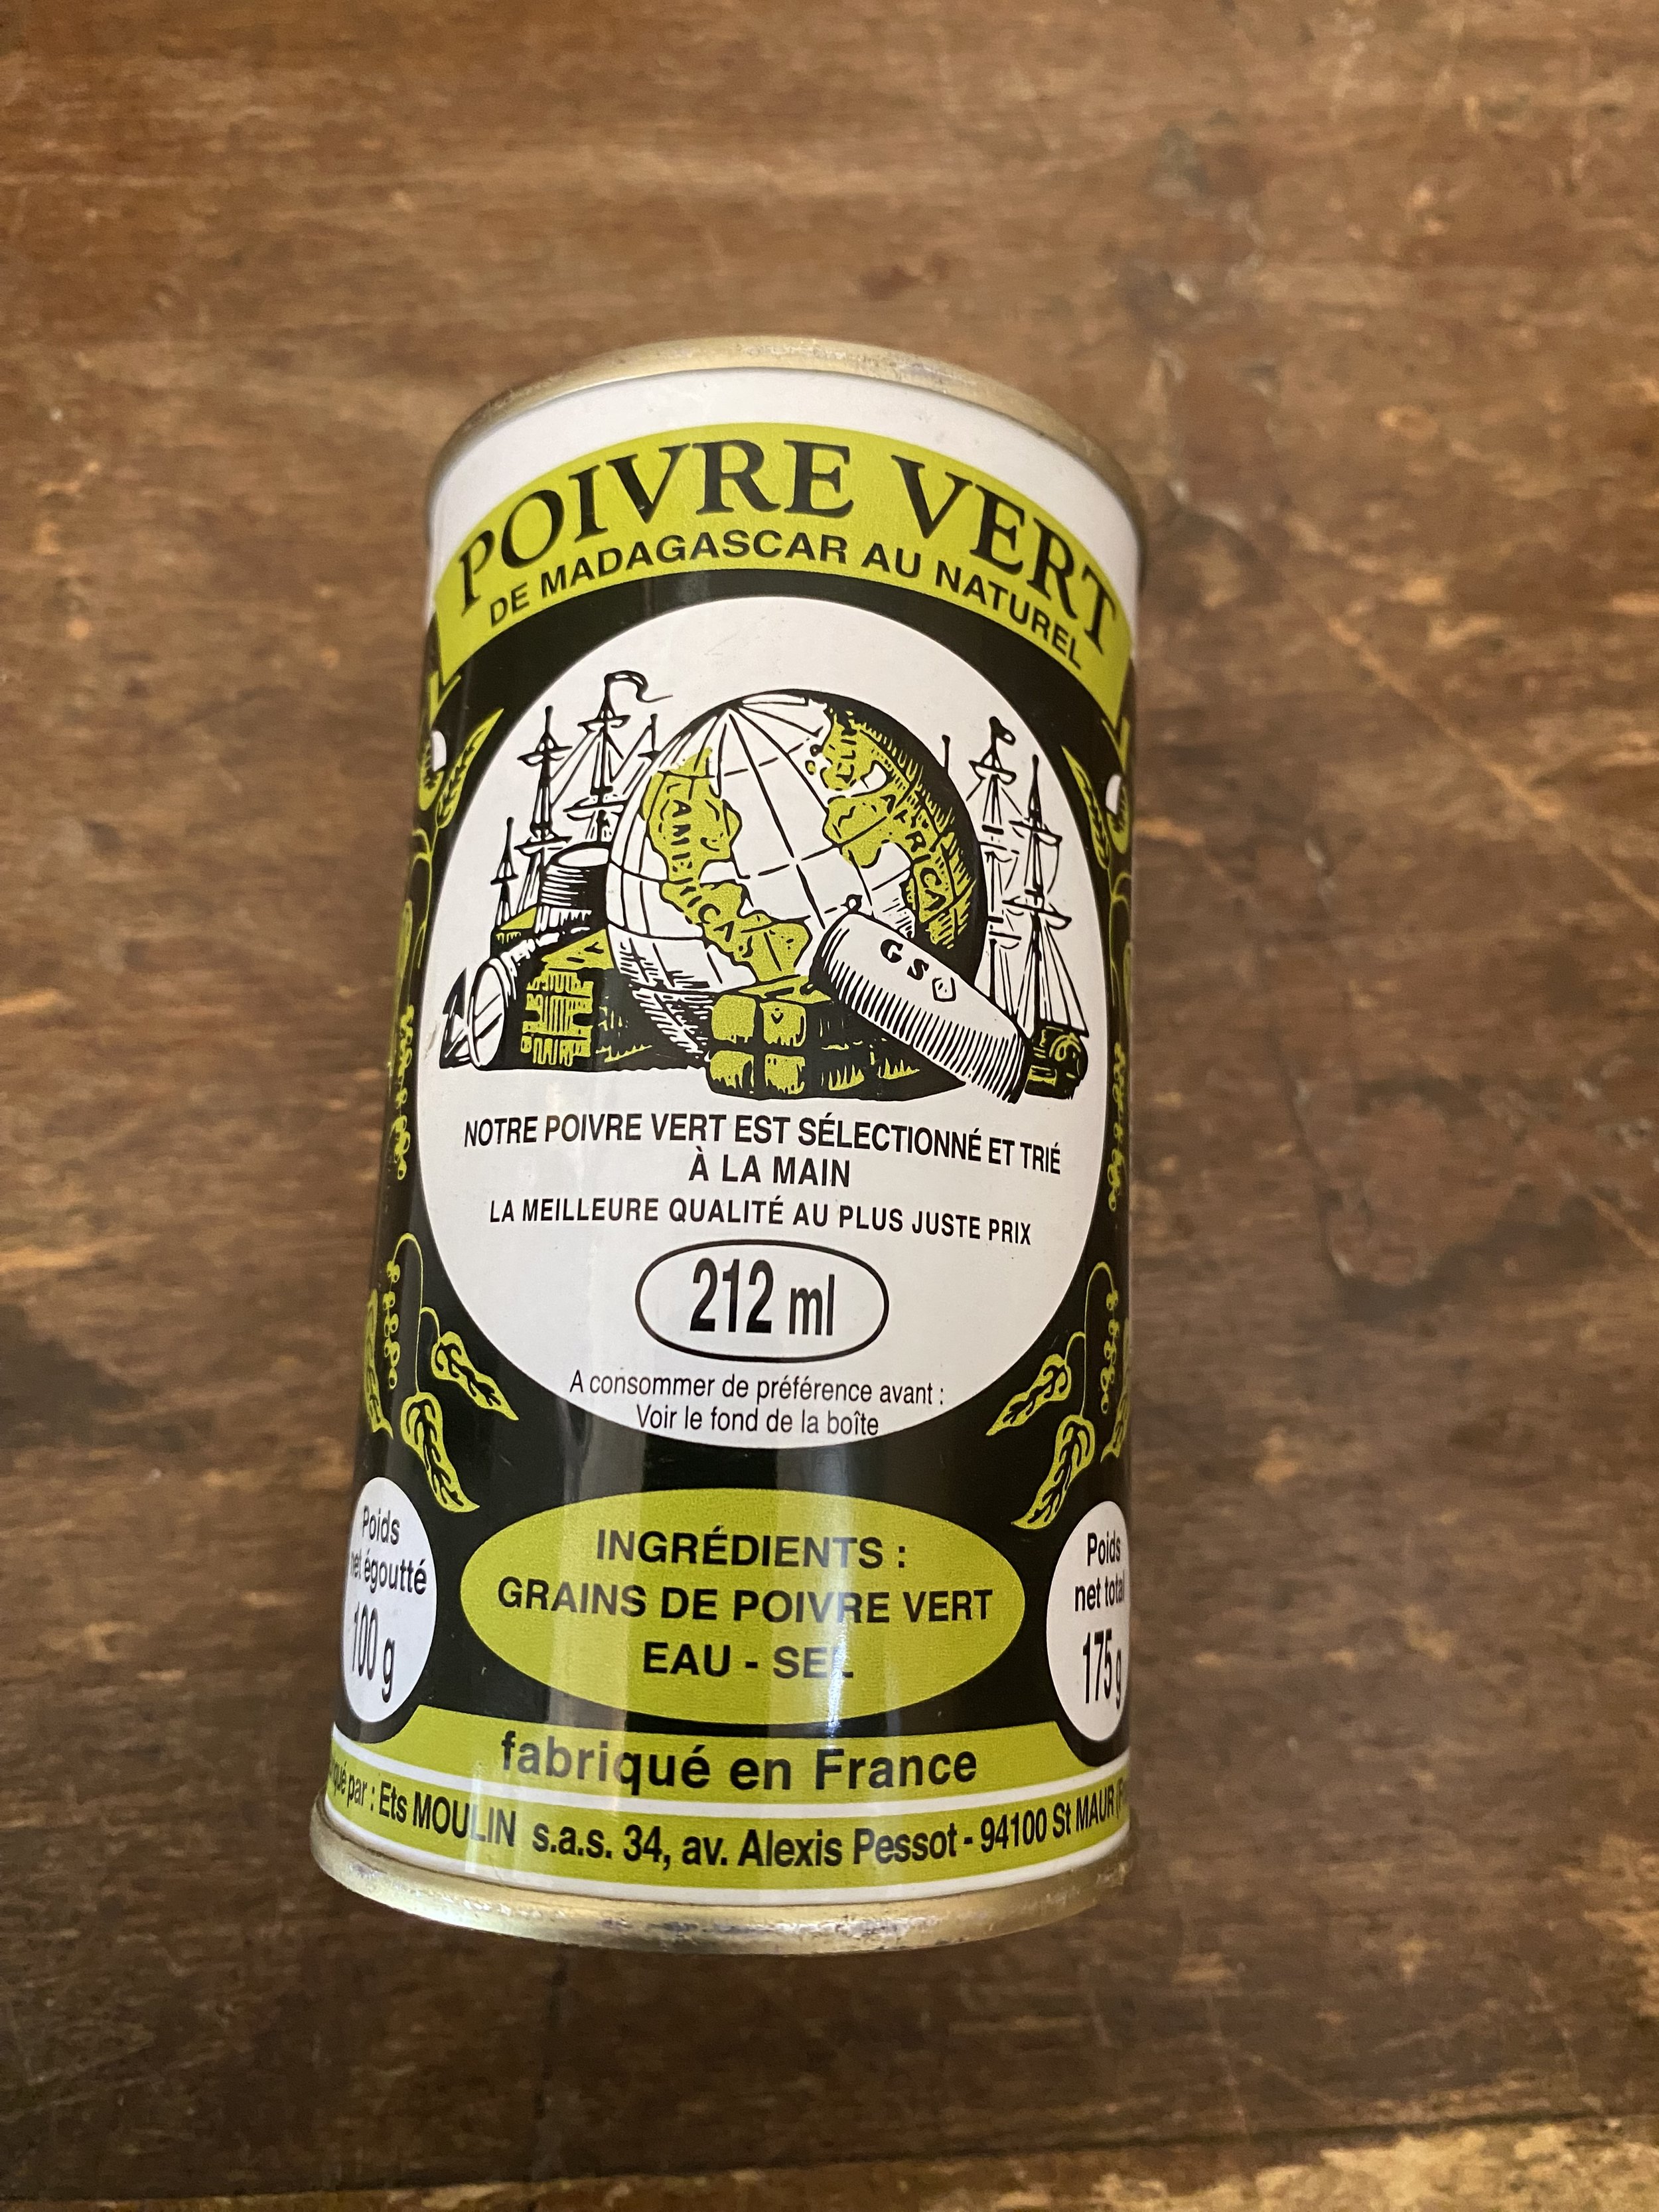 POIVRE VERT
DE MADAGASCAR AU NATUREL
AMERICA
AFRICA
GS
NOTRE POIVRE VERT EST SÉLECTIONNÉ ET TRIÉ
À LA MAIN
LA MEILLEURE QUALITÉ AU PLUS JUSTE PRIX
212 ml
A consommer de préférence avant :
Voir le fond de la boîte
Poids
net égoutté
100 g
INGRÉDIENTS :
GRAINS DE POIVRE VERT
EAU - SEL
Poids
net total
175 g
fabriqué en France
par : Ets MOULIN s.a.s. 34, av. Alexis Pessot - 94100 St MAUR